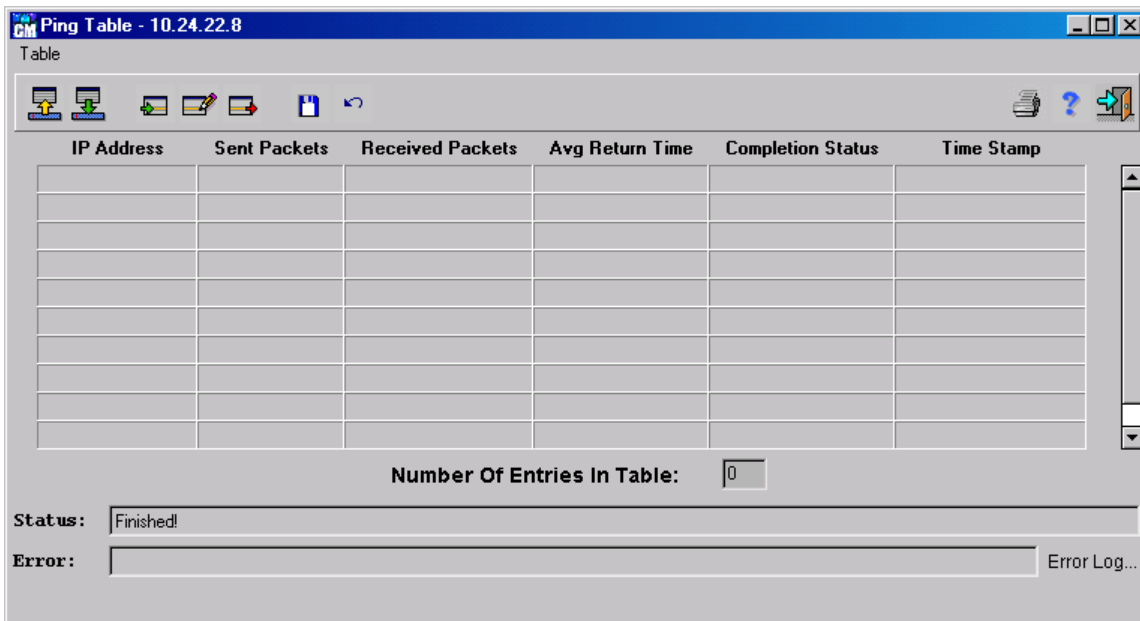 CM Ping Table - 10.24.22.8
Table
IP Address Sent Packets Received Packets Avg Return Time Completion Status Time Stamp
Number Of Entries In Table: 0
Status: Finished!
Error: Error Log...